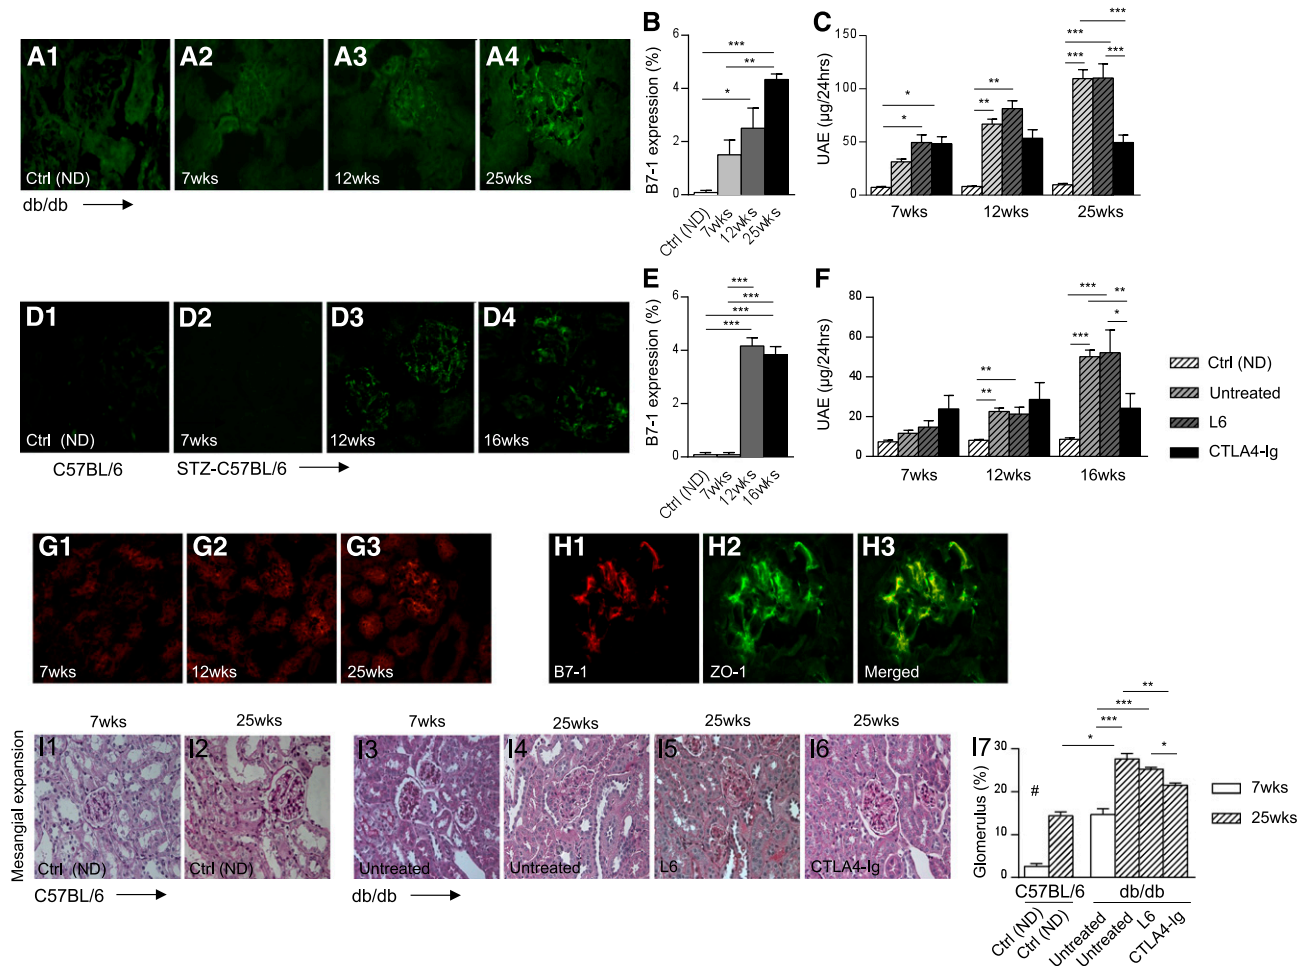 A1 A2 A3 A4
Ctrl (ND) 7wks 12wks 25wks
db/db
B
B7-1 expression (%)
6
4
2
0
*** ** *
Ctrl (ND) 7wks 12wks 25wks
C
UAE (µg/24hrs)
150
100
50
0
* *
** **
*** *** *** ***
7wks 12wks 25wks
D1 D2 D3 D4
Ctrl (ND) 7wks 12wks 16wks
C57BL/6 STZ-C57BL/6
E
B7-1 expression (%)
6
4
2
0
*** *** *** ***
Ctrl (ND) 7wks 12wks 16wks
F
UAE (µg/24hrs)
80
60
40
20
0
** **
*** ** * ***
7wks 12wks 16wks
Ctrl (ND)
Untreated
L6
CTLA4-Ig
G1 G2 G3
7wks 12wks 25wks
H1 H2 H3
B7-1 ZO-1 Merged
Mesangial expansion
7wks 25wks 7wks 25wks 25wks 25wks
I1 I2 I3 I4 I5 I6
Ctrl (ND) Ctrl (ND) Untreated Untreated L6 CTLA4-Ig
C57BL/6 db/db
I7
Glomerulus (%)
30
20
10
0
#
* *** *** ** *
C57BL/6 db/db
Ctrl (ND) Ctrl (ND) Untreated Untreated L6 CTLA4-Ig
7wks
25wks